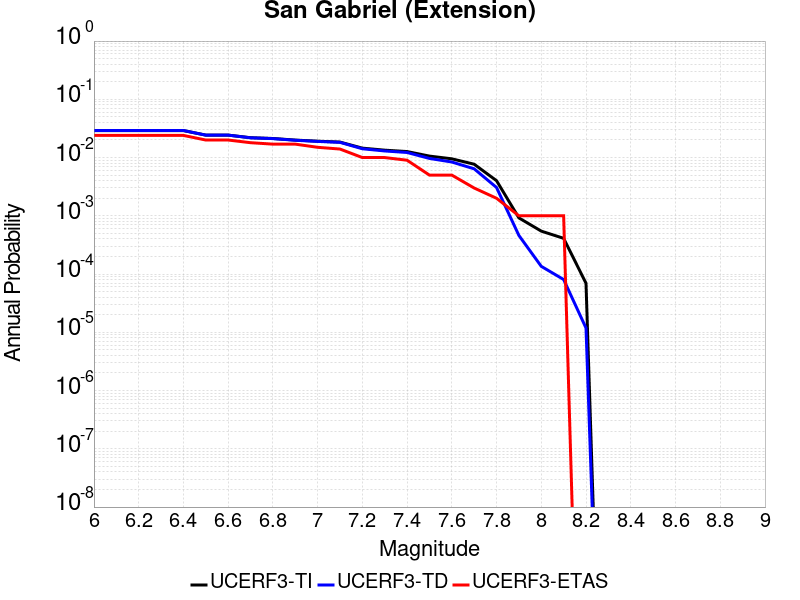 San Gabriel (Extension)
10^0
10^-1
10^-2
10^-3
10^-4
10^-5
10^-6
10^-7
10^-8
Annual Probability
6 6.2 6.4 6.6 6.8 7 7.2 7.4 7.6 7.8 8 8.2 8.4 8.6 8.8 9
Magnitude
UCERF3-TI UCERF3-TD UCERF3-ETAS